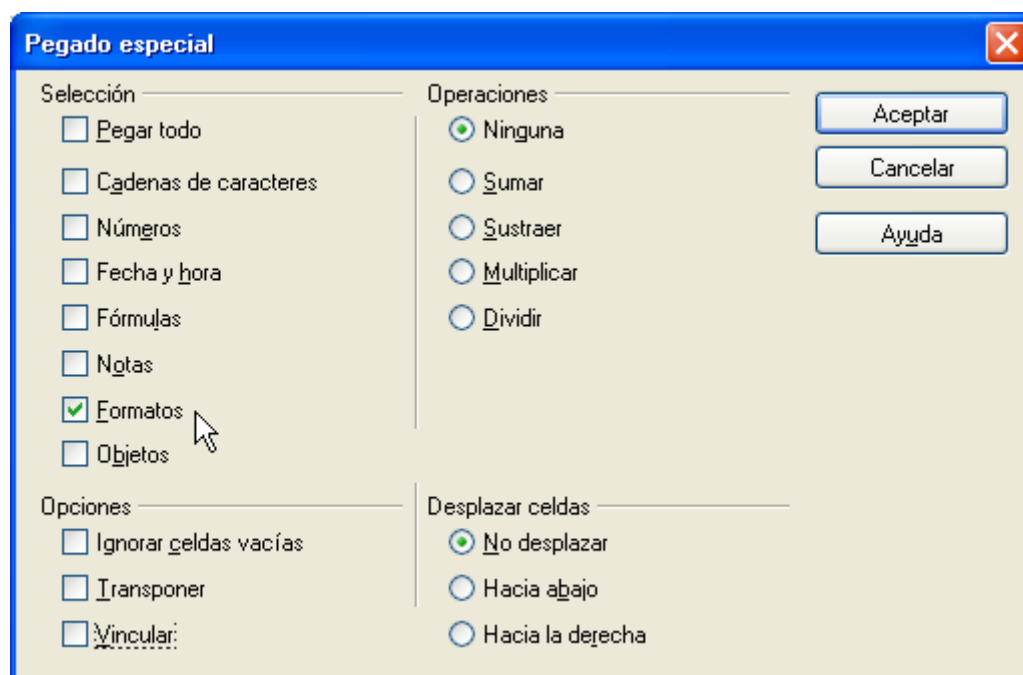 Pegado especial
Selección
Pegar todo
Cadenas de caracteres
Números
Fecha y hora
Fórmulas
Notas
Formatos
Objetos
Operaciones
Ninguna
Sumar
Sustraer
Multiplicar
Dividir
Aceptar
Cancelar
Ayuda
Opciones
Ignorar celdas vacías
Transponer
Vincular
Desplazar celdas
No desplazar
Hacia abajo
Hacia la derecha